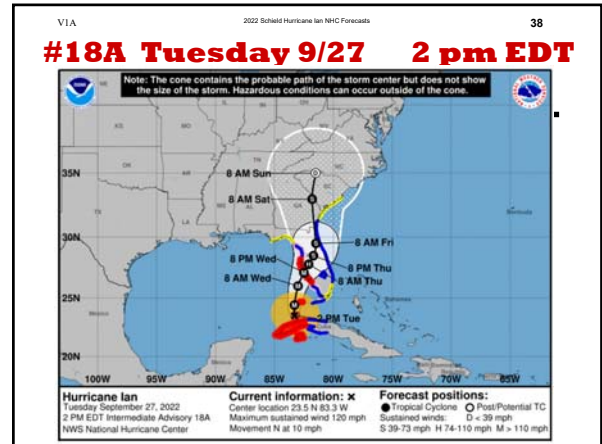 V1A 2022 Schield Hurricane Ian NHC Forecasts 38
#18A Tuesday 9/27 2 pm EDT
Note: The cone contains the probable path of the storm center but does not show
the size of the storm. Hazardous conditions can occur outside of the cone.
35N
8 AM Sun
8 AM Sat
30N
8 AM Fri
8 PM Wed
8 PM Thu
8 AM Wed
8 AM Thu
25N
2 PM Tue
20N
Bermuda
Bahamas
Cuba
Mexico
Mexico
100W 95W 90W 85W 80W 75W 70W 65W
Hurricane Ian
Tuesday September 27, 2022
2 PM EDT Intermediate Advisory 18A
NWS National Hurricane Center
Current information: x
Center location 23.5 N 83.3 W
Maximum sustained wind 120 mph
Movement N at 10 mph
Forecast positions:
Tropical Cyclone Post/Potential TC
Sustained winds: D < 39 mph
S 39-73 mph H 74-110 mph M > 110 mph